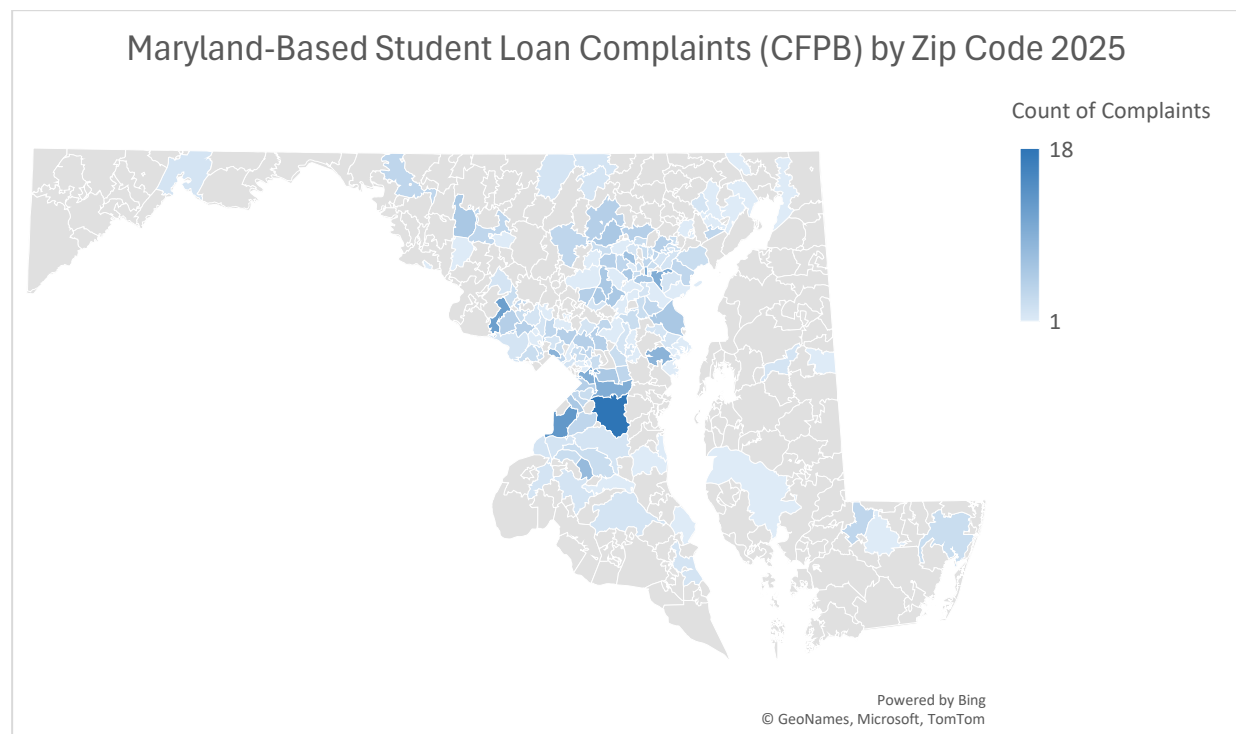 Maryland-Based Student Loan Complaints (CFPB) by Zip Code 2025
Count of Complaints
18
1
Powered by Bing
© GeoNames, Microsoft, TomTom